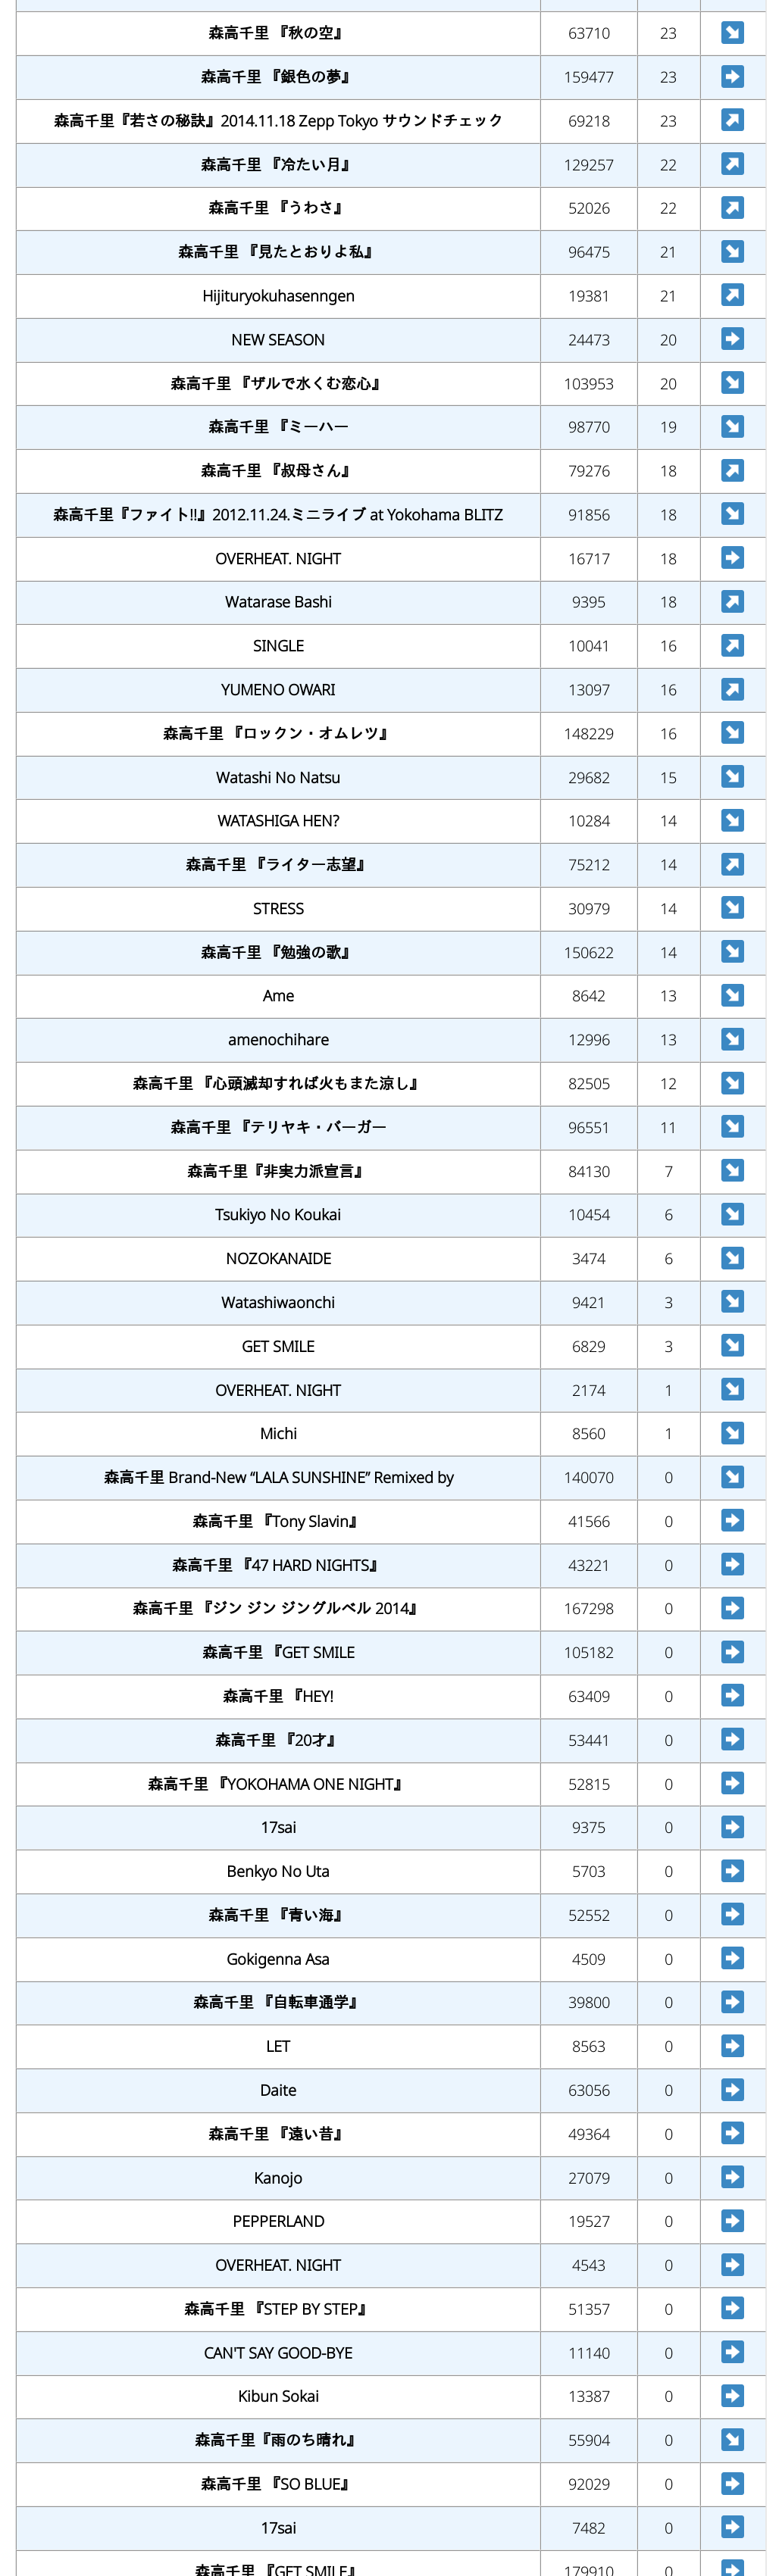 森高千里 『秋の空』 63710 23 ↘
森高千里 『銀色の夢』 159477 23 ➡
森高千里『若さの秘訣』2014.11.18 Zepp Tokyo サウンドチェック 69218 23 ↗
森高千里 『冷たい月』 129257 22 ↗
森高千里 『うわさ』 52026 22 ↗
森高千里 『見たとおりよ私』 96475 21 ↘
Hijituryokuhasenngen 19381 21 ↗
NEW SEASON 24473 20 ➡
森高千里 『ザルで水くむ恋心』 103953 20 ↘
森高千里 『ミーハー 98770 19 ↘
森高千里 『叔母さん』 79276 18 ↗
森高千里『ファイト!!』2012.11.24.ミニライブ at Yokohama BLITZ 91856 18 ↘
OVERHEAT. NIGHT 16717 18 ➡
Watarase Bashi 9395 18 ↗
SINGLE 10041 16 ↗
YUMENO OWARI 13097 16 ↗
森高千里 『ロックン・オムレツ』 148229 16 ↘
Watashi No Natsu 29682 15 ↘
WATASHIGA HEN? 10284 14 ↘
森高千里 『ライター志望』 75212 14 ↗
STRESS 30979 14 ↘
森高千里 『勉強の歌』 150622 14 ↘
Ame 8642 13 ↘
amenochihare 12996 13 ↘
森高千里 『心頭滅却すれば火もまた涼し』 82505 12 ↘
森高千里 『テリヤキ・バーガー 96551 11 ↘
森高千里『非実力派宣言』 84130 7 ↘
Tsukiyo No Koukai 10454 6 ↘
NOZOKANAIDE 3474 6 ↘
Watashiwaonchi 9421 3 ↘
GET SMILE 6829 3 ↘
OVERHEAT. NIGHT 2174 1 ↘
Michi 8560 1 ↘
森高千里 Brand-New “LALA SUNSHINE” Remixed by 140070 0 ↘
森高千里 『Tony Slavin』 41566 0 ➡
森高千里 『47 HARD NIGHTS』 43221 0 ➡
森高千里 『ジン ジン ジングルベル 2014』 167298 0 ➡
森高千里 『GET SMILE 105182 0 ➡
森高千里 『HEY! 63409 0 ➡
森高千里 『20才』 53441 0 ➡
森高千里 『YOKOHAMA ONE NIGHT』 52815 0 ➡
17sai 9375 0 ➡
Benkyo No Uta 5703 0 ➡
森高千里 『青い海』 52552 0 ➡
Gokigenna Asa 4509 0 ➡
森高千里 『自転車通学』 39800 0 ➡
LET 8563 0 ➡
Daite 63056 0 ➡
森高千里 『遠い昔』 49364 0 ➡
Kanojo 27079 0 ➡
PEPPERLAND 19527 0 ➡
OVERHEAT. NIGHT 4543 0 ➡
森高千里 『STEP BY STEP』 51357 0 ➡
CAN'T SAY GOOD-BYE 11140 0 ➡
Kibun Sokai 13387 0 ➡
森高千里『雨のち晴れ』 55904 0 ↘
森高千里 『SO BLUE』 92029 0 ➡
17sai 7482 0 ➡
森高千里 『GET SMILE』 179910 0 ➡